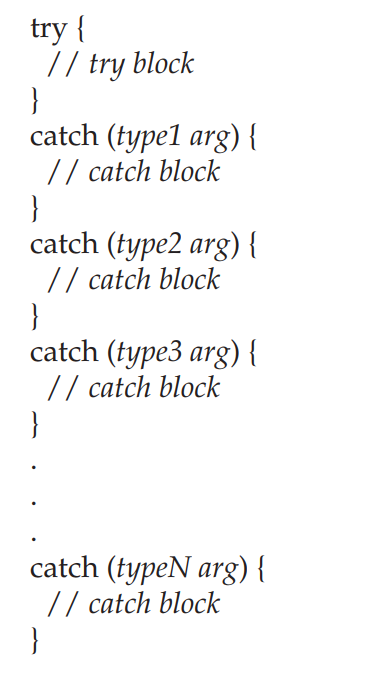 try {
// try block
}
catch (type1 arg) {
// catch block
}
catch (type2 arg) {
// catch block
}
catch (type3 arg) {
// catch block
}
.
.
.
catch (typeN arg) {
// catch block
}